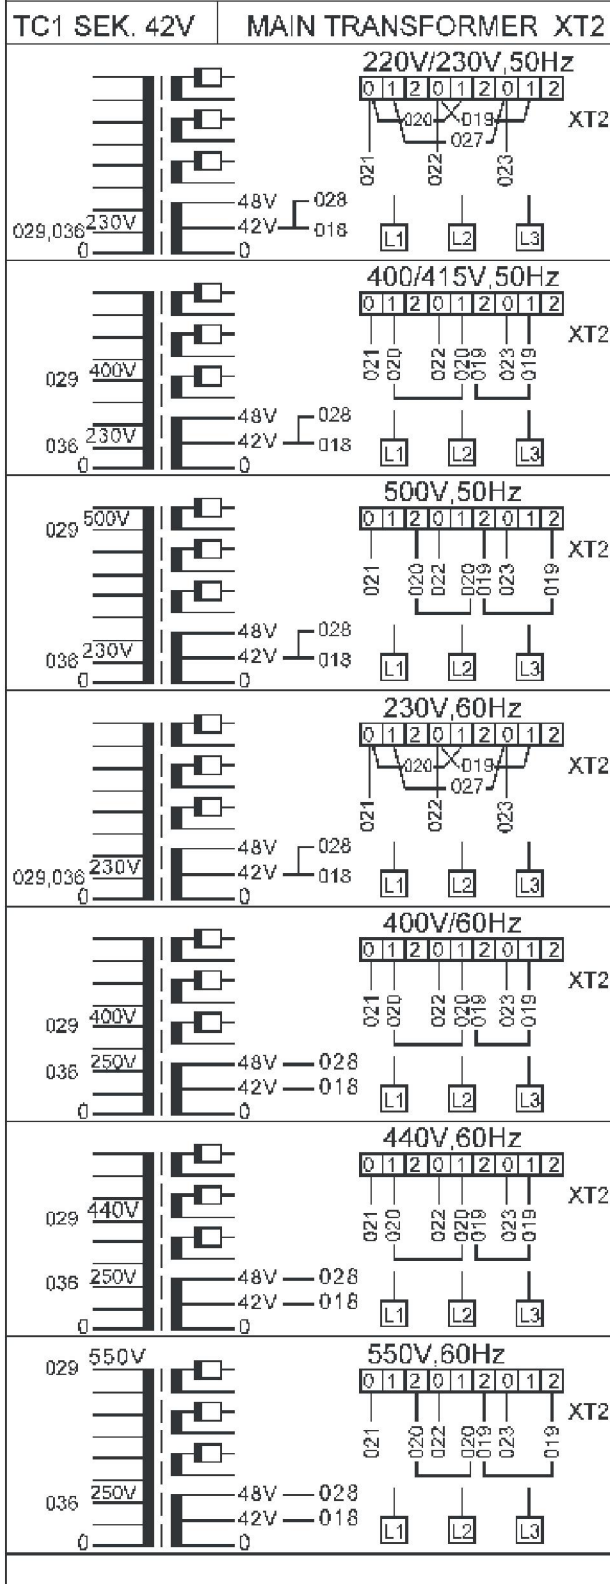 TC1 SEK. 42V MAIN TRANSFORMER XT2
220V/230V,50Hz
0 1 2 0 1 2 0 1 2
XT2
020 019
027
021 022 023
48V 028
029,036 230V 42V 018
0 0
L1 L2 L3
400/415V,50Hz
0 1 2 0 1 2 0 1 2
XT2
021 020 022 020 019 023 019
029 400V
48V 028
036 230V 42V 018
0 0
L1 L2 L3
500V,50Hz
029 500V
0 1 2 0 1 2 0 1 2
XT2
021 020 022 020 019 023 019
48V 028
036 230V 42V 018
0 0
L1 L2 L3
230V,60Hz
0 1 2 0 1 2 0 1 2
XT2
020 019
027
021 022 023
48V 028
029,036 230V 42V 018
0 0
L1 L2 L3
400V/60Hz
0 1 2 0 1 2 0 1 2
XT2
021 020 022 020 019 023 019
029 400V
036 250V 48V 028
42V 018
0 0
L1 L2 L3
440V,60Hz
0 1 2 0 1 2 0 1 2
XT2
029 440V
021 020 022 020 019 023 019
036 250V 48V 028
42V 018
0 0
L1 L2 L3
550V,60Hz
029 550V
0 1 2 0 1 2 0 1 2
XT2
021 020 022 020 019 023 019
036 250V 48V 028
42V 018
0 0
L1 L2 L3